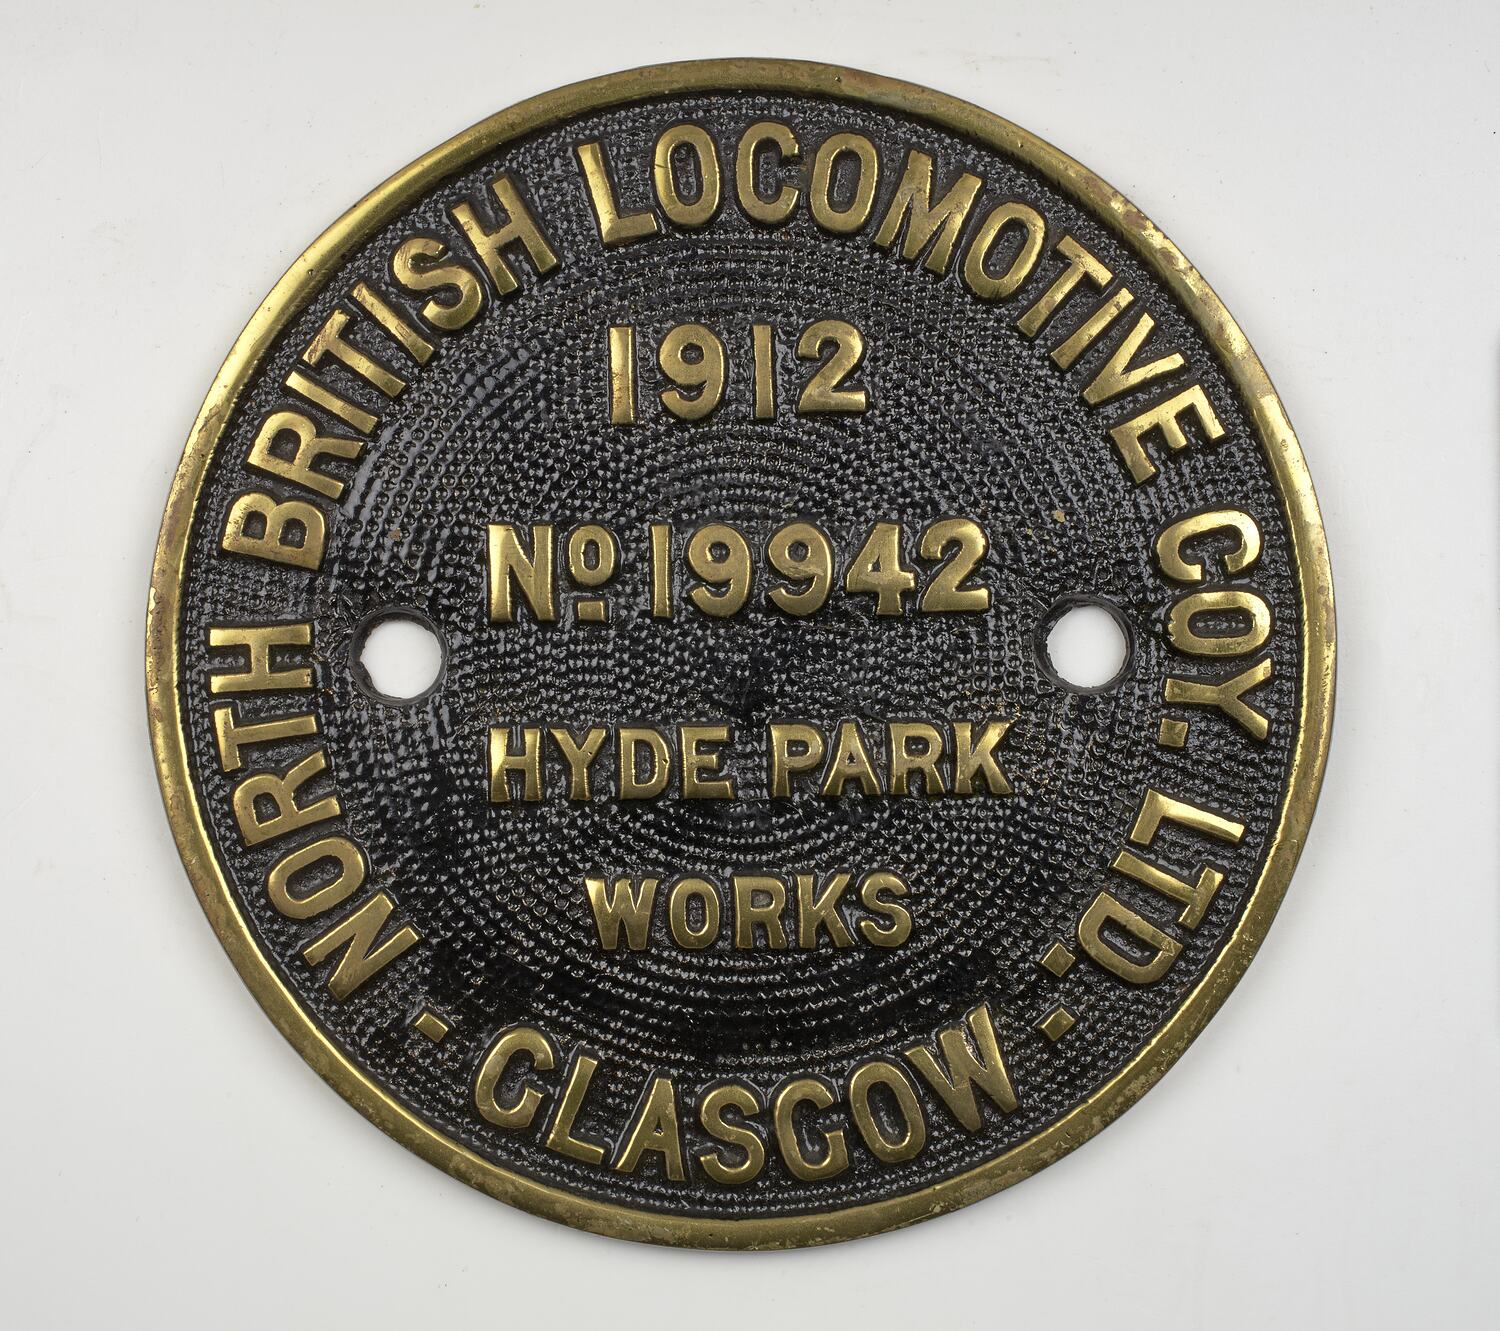 NORTH BRITISH LOCOMOTIVE COY. LTD.
1912
No 19942
HYDE PARK
WORKS
· GLASGOW ·